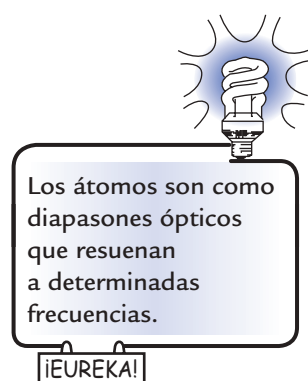 Los átomos son como
diapasones ópticos
que resuenan
a determinadas
frecuencias.
¡EUREKA!